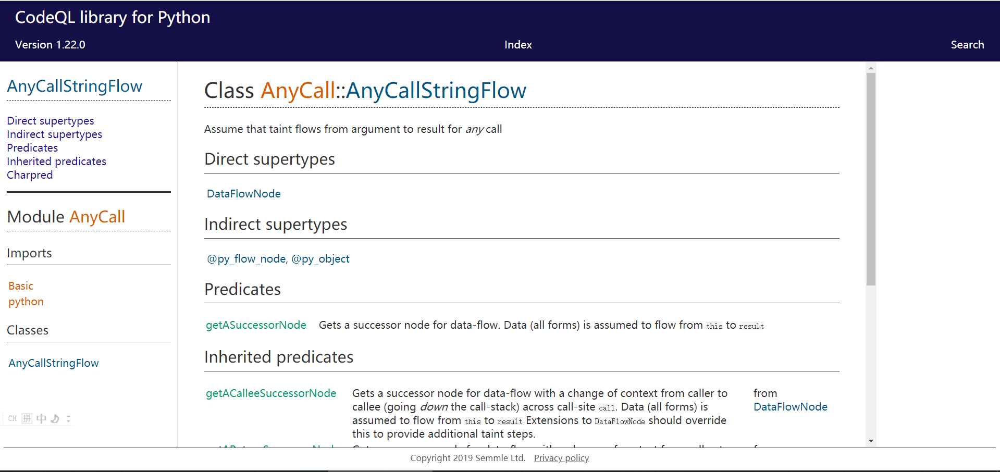 CodeQL library for Python
Version 1.22.0
Index
Search
AnyCallStringFlow
Direct supertypes
Indirect supertypes
Predicates
Inherited predicates
Charpred
Module AnyCall
Imports
Basic
python
Classes
AnyCallStringFlow
CH 拼 中
Class AnyCall::AnyCallStringFlow
Assume that taint flows from argument to result for any call
Direct supertypes
DataFlowNode
Indirect supertypes
@py_flow_node, @py_object
Predicates
getASuccessorNode Gets a successor node for data-flow. Data (all forms) is assumed to flow from this to result
Inherited predicates
getACalleeSuccessorNode Gets a successor node for data-flow with a change of context from caller to from
callee (going down the call-stack) across call-site call. Data (all forms) is DataFlowNode
assumed to flow from this to result Extensions to DataFlowNode should override
this to provide additional taint steps.
Copyright 2019 Semmle Ltd. Privacy policy